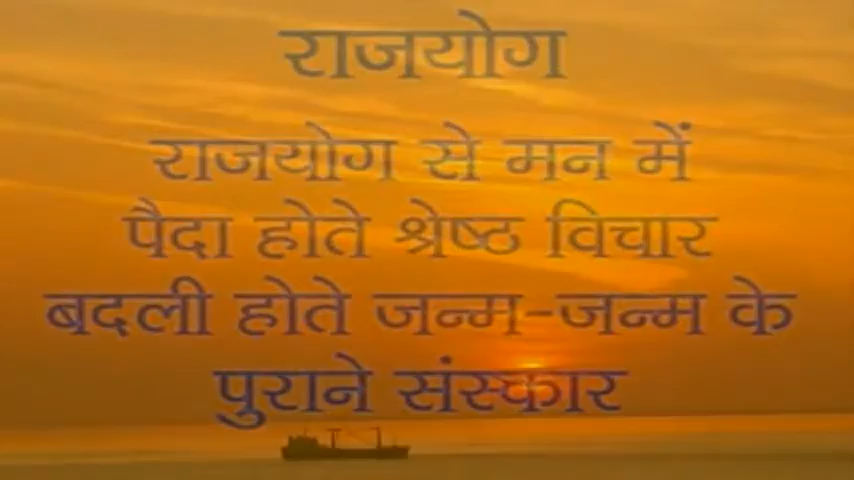 राजयोग
राजयोग से मन में
पैदा होते श्रेष्ठ विचार
बदली होते जन्म-जन्म के
पुराने संस्कार